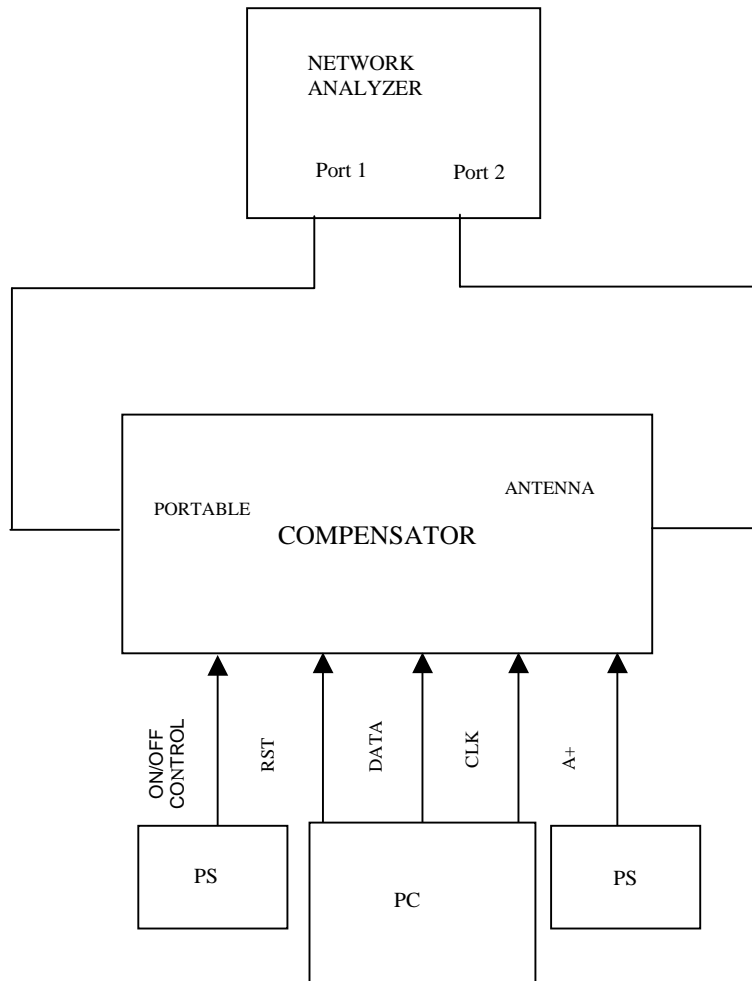 NETWORK
ANALYZER
Port 1
Port 2
ANTENNA
PORTABLE
COMPENSATOR
ON/OFF
CONTROL
RST
DATA
CLK
A+
PS
PC
PS